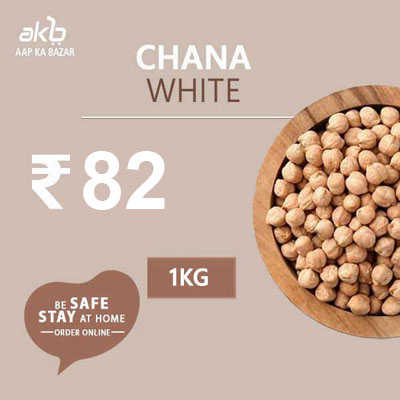 akb
AAP KA BAZAR
CHANA
WHITE
₹ 82
1KG
BE SAFE
STAY AT HOME
ORDER ONLINE